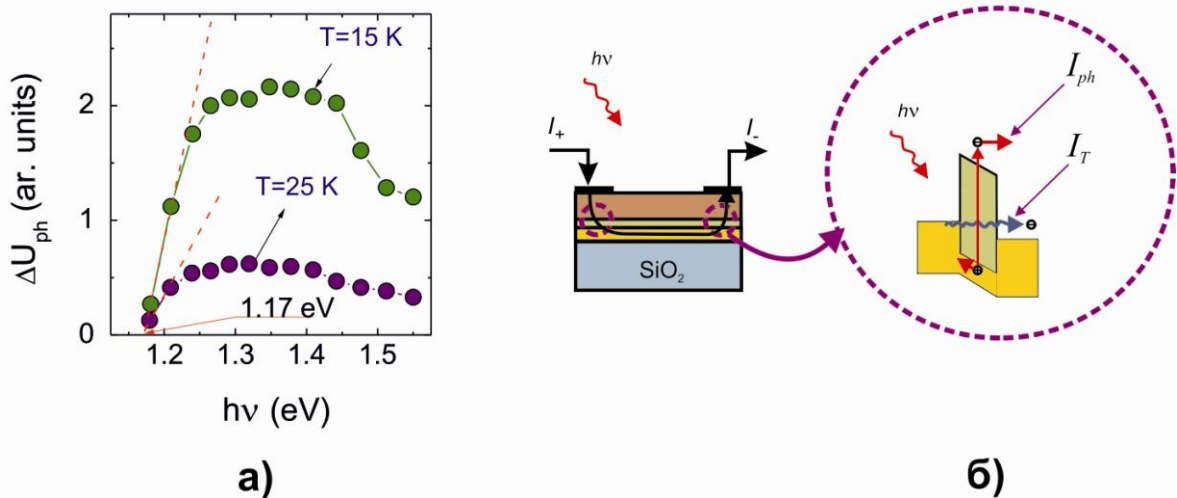 ΔU_ph (ar. units)
2
1
0
T=15 K
T=25 K
1.17 eV
1.2 1.3 1.4 1.5
hν (eV)
а)
hν
I₊ I₋
SiO₂
hν
I_ph
I_T
б)